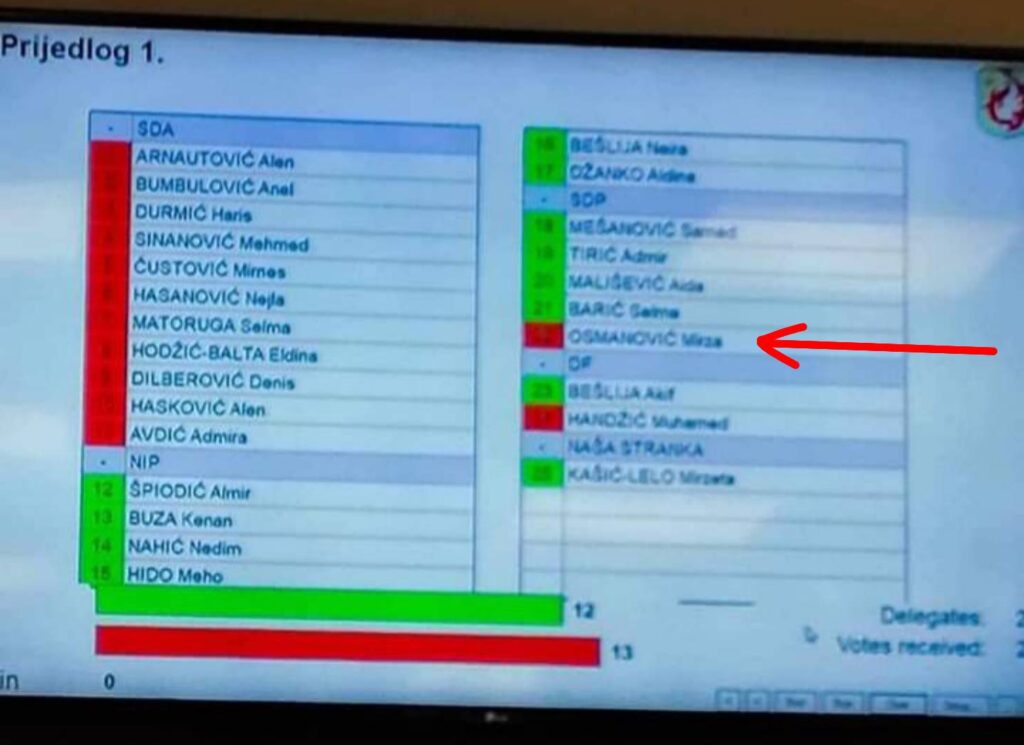 Prijedlog 1.
- SDA
ARNAUTOVIĆ Alen
BUMBULOVIĆ Anel
DURMIĆ Haris
SINANOVIĆ Mehmed
ČUSTOVIĆ Mirnes
HASANOVIĆ Nejla
MATORUGA Selma
HODŽIĆ-BALTA Eldina
DILBEROVIĆ Denis
HASKOVIĆ Alen
AVDIĆ Admira
- NIP
12 ŠPIODIĆ Almir
13 BUZA Kenan
14 NAHIĆ Nedim
15 HIDO Meho
16 BEŠLIJA Neira
17 DŽANKO Aldina
- SDP
18 MEŠANOVIĆ Samed
19 TIRIĆ Admir
20 MALIŠEVIĆ Aida
21 BARIĆ Selma
OSMANOVIĆ Mirza
- DF
23 BEŠLIJA Akif
HANDŽIĆ Muhamed
- NAŠA STRANKA
25 KAŠIĆ-LELO Mirzeta
12
13
0
Delegates:
Votes received: